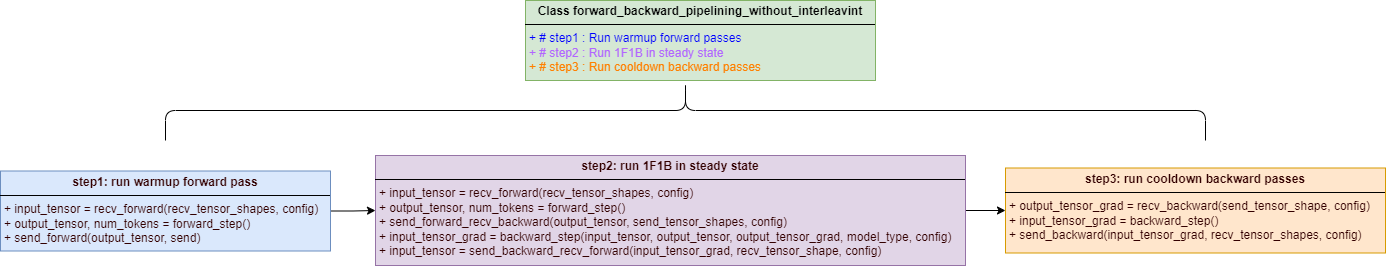 Class forward_backward_pipelining_without_interleavint
+ # step1 : Run warmup forward passes
+ # step2 : Run 1F1B in steady state
+ # step3 : Run cooldown backward passes
step1: run warmup forward pass
+ input_tensor = recv_forward(recv_tensor_shapes, config)
+ output_tensor, num_tokens = forward_step()
+ send_forward(output_tensor, send)
step2: run 1F1B in steady state
+ input_tensor = recv_forward(recv_tensor_shapes, config)
+ output_tensor, num_tokens = forward_step()
+ send_forward_recv_backward(output_tensor, send_tensor_shapes, config)
+ input_tensor_grad = backward_step(input_tensor, output_tensor, output_tensor_grad, model_type, config)
+ input_tensor = send_backward_recv_forward(input_tensor_grad, recv_tensor_shape, config)
step3: run cooldown backward passes
+ output_tensor_grad = recv_backward(send_tensor_shape, config)
+ input_tensor_grad = backward_step()
+ send_backward(input_tensor_grad, recv_tensor_shapes, config)